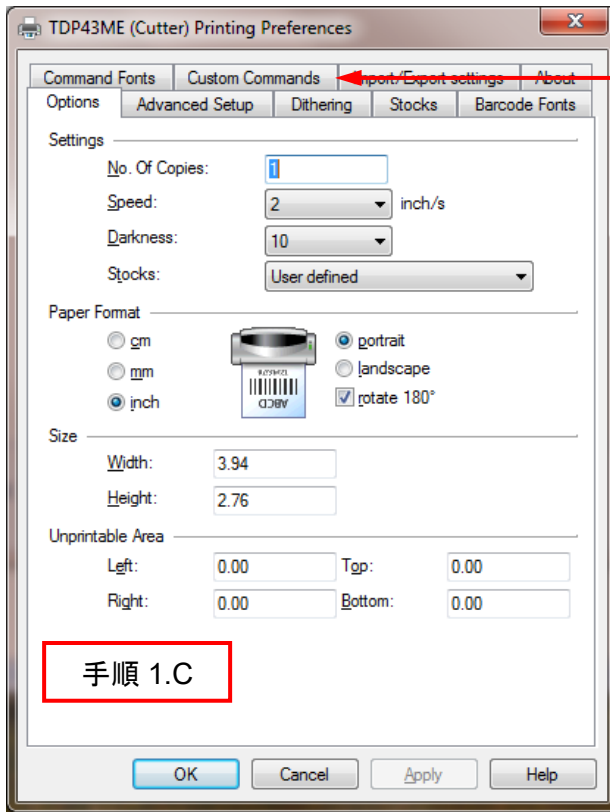 TDP43ME (Cutter) Printing Preferences
Command Fonts Custom Commands Import/Export settings About
Options Advanced Setup Dithering Stocks Barcode Fonts
Settings
No. Of Copies: 1
Speed: 2 inch/s
Darkness: 10
Stocks: User defined
Paper Format
cm portrait
mm landscape
inch rotate 180°
ABCD
Size
Width: 3.94
Height: 2.76
Unprintable Area
Left: 0.00 Top: 0.00
Right: 0.00 Bottom: 0.00
手順 1.C
OK Cancel Apply Help